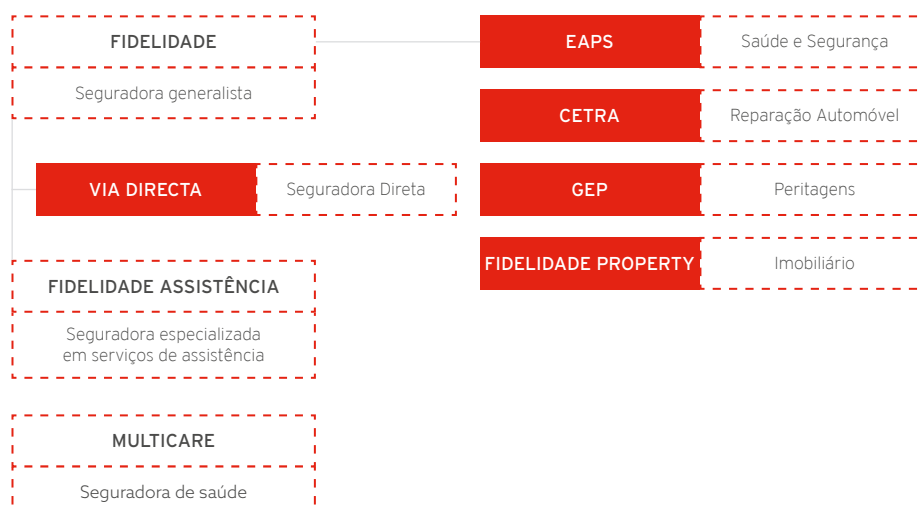 FIDELIDADE
Seguradora generalista
VIA DIRECTA
Seguradora Direta
FIDELIDADE ASSISTÊNCIA
Seguradora especializada
em serviços de assistência
MULTICARE
Seguradora de saúde
EAPS
Saúde e Segurança
CETRA
Reparação Automóvel
GEP
Peritagens
FIDELIDADE PROPERTY
Imobiliário